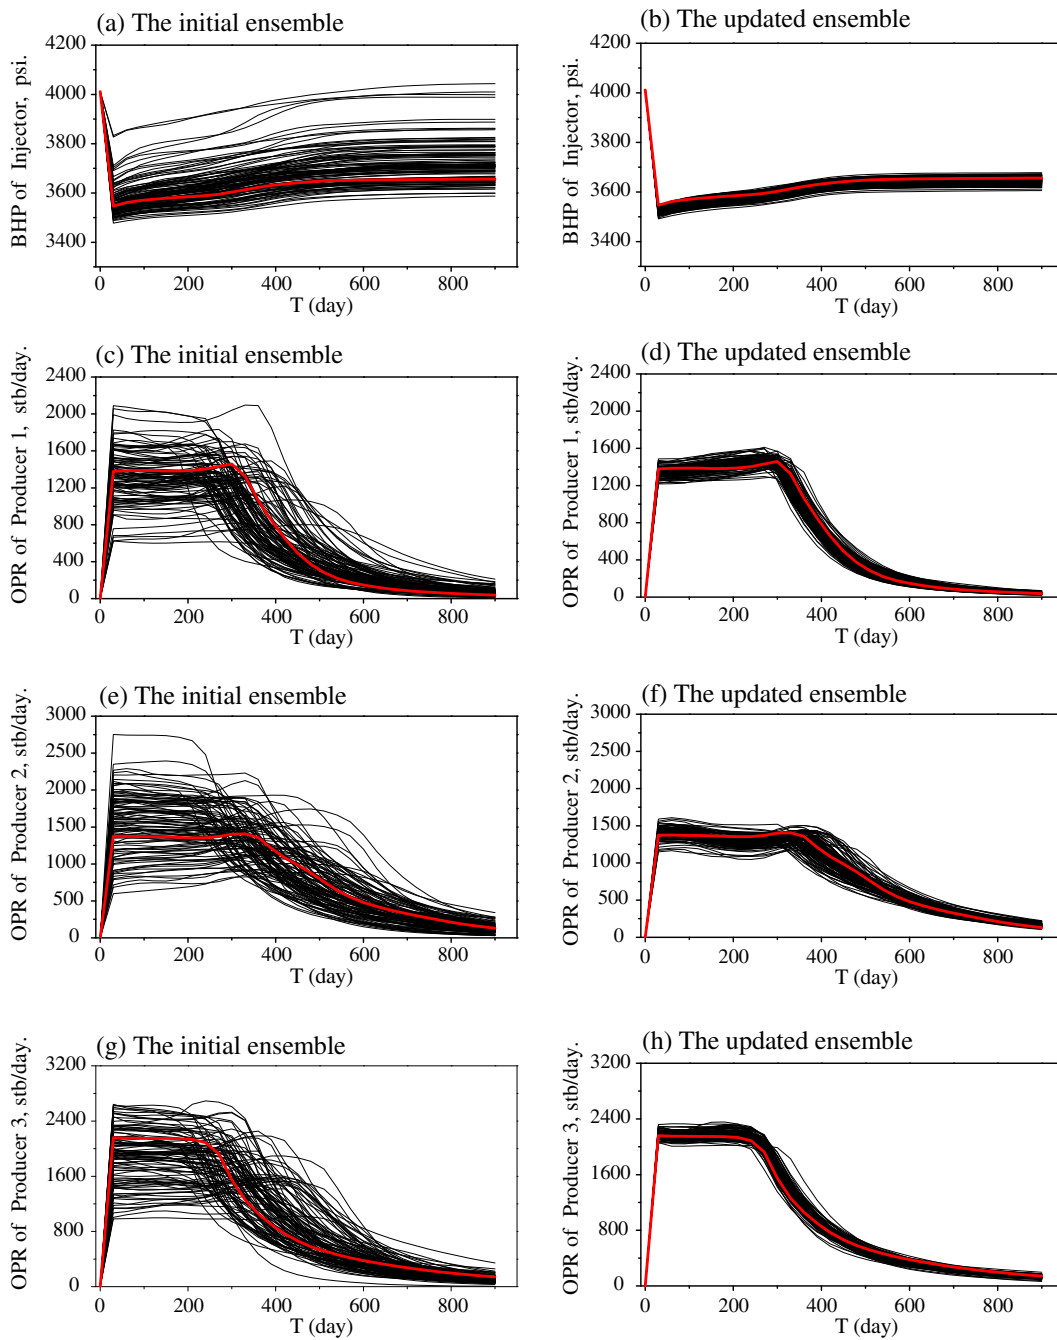 (a) The initial ensemble
BHP of Injector, psi.
4200
4000
3800
3600
3400
0 200 400 600 800
T (day)
(b) The updated ensemble
BHP of Injector, psi.
4200
4000
3800
3600
3400
0 200 400 600 800
T (day)
(c) The initial ensemble
OPR of Producer 1, stb/day.
2400
2000
1600
1200
800
400
0
0 200 400 600 800
T (day)
(d) The updated ensemble
OPR of Producer 1, stb/day.
2400
2000
1600
1200
800
400
0
0 200 400 600 800
T (day)
(e) The initial ensemble
OPR of Producer 2, stb/day.
3000
2500
2000
1500
1000
500
0
0 200 400 600 800
T (day)
(f) The updated ensemble
OPR of Producer 2, stb/day.
3000
2500
2000
1500
1000
500
0
0 200 400 600 800
T (day)
(g) The initial ensemble
OPR of Producer 3, stb/day.
3200
2400
1600
800
0
0 200 400 600 800
T (day)
(h) The updated ensemble
OPR of Producer 3, stb/day.
3200
2400
1600
800
0
0 200 400 600 800
T (day)